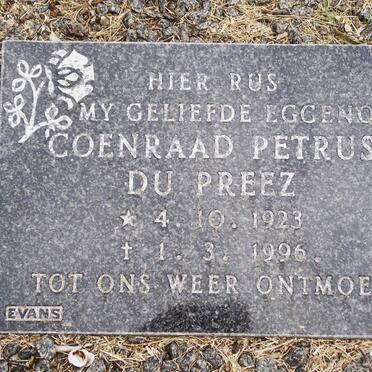 HIER RUS
MY GELIEFDE EGGENO
COENRAAD PETRUS
DU PREEZ
★ 4. 10. 1923
† 1. 3. 1996.
TOT ONS WEER ONTMOE
EVANS